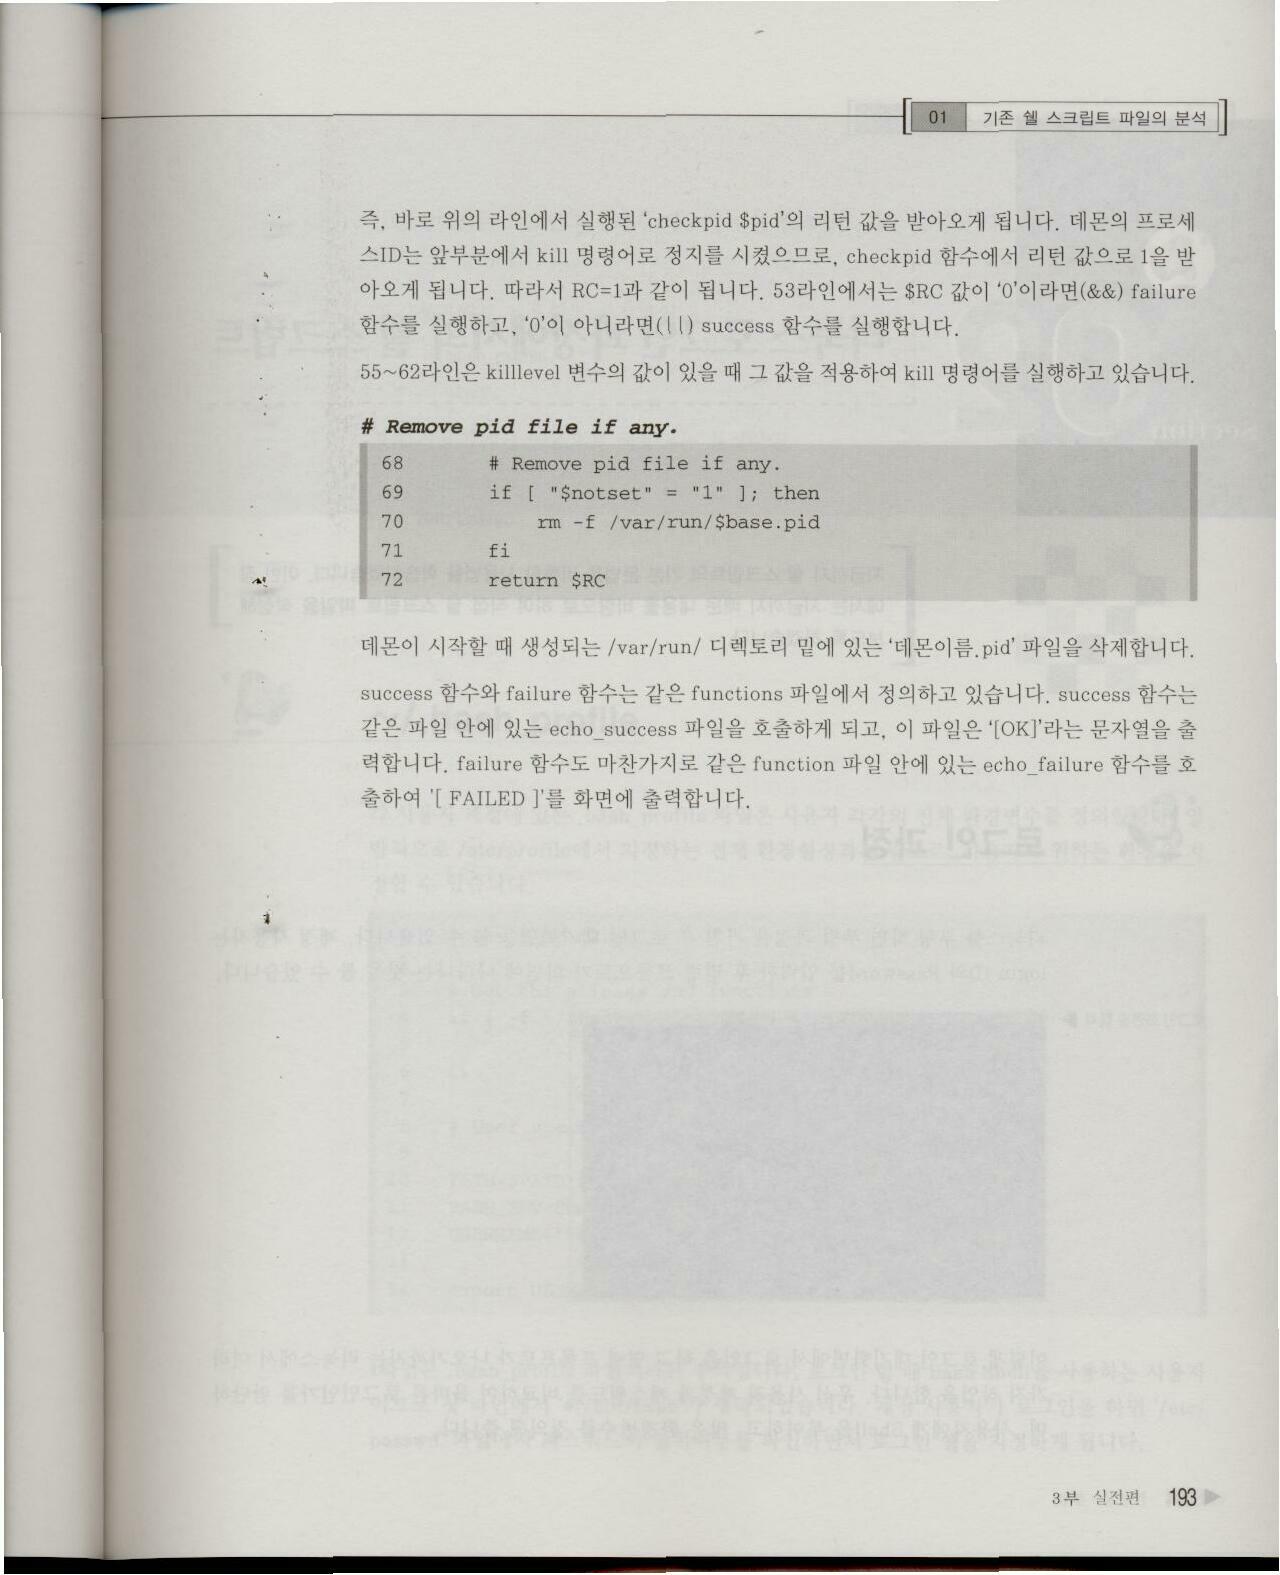 01 기존 쉘 스크립트 파일의 분석
즉, 바로 위의 라인에서 실행된 ‘checkpid $pid’의 리턴 값을 받아오게 됩니다. 데몬의 프로세
스ID는 앞부분에서 kill 명령어로 정지를 시켰으므로, checkpid 함수에서 리턴 값으로 1을 받
아오게 됩니다. 따라서 RC=1과 같이 됩니다. 53라인에서는 $RC 값이 ‘0’이라면(&&) failure
함수를 실행하고, ‘0’이 아니라면(||) success 함수를 실행합니다.
55~62라인은 killlevel 변수의 값이 있을 때 그 값을 적용하여 kill 명령어를 실행하고 있습니다.
# Remove pid file if any.
68 # Remove pid file if any.
69 if [ "$notset" = "1" ]; then
70 rm -f /var/run/$base.pid
71 fi
72 return $RC
데몬이 시작할 때 생성되는 /var/run/ 디렉토리 밑에 있는 ‘데몬이름.pid’ 파일을 삭제합니다.
success 함수와 failure 함수는 같은 functions 파일에서 정의하고 있습니다. success 함수는
같은 파일 안에 있는 echo_success 파일을 호출하게 되고, 이 파일은 ‘[OK]’라는 문자열을 출
력합니다. failure 함수도 마찬가지로 같은 function 파일 안에 있는 echo_failure 함수를 호
출하여 '[ FAILED ]'를 화면에 출력합니다.
3부 실전편 193